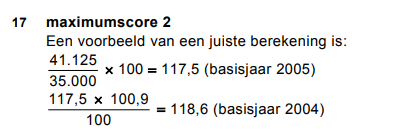 17 maximumscore 2
Een voorbeeld van een juiste berekening is:
41.125
35.000 × 100 = 117,5 (basisjaar 2005)
117,5 × 100,9
100 = 118,6 (basisjaar 2004)